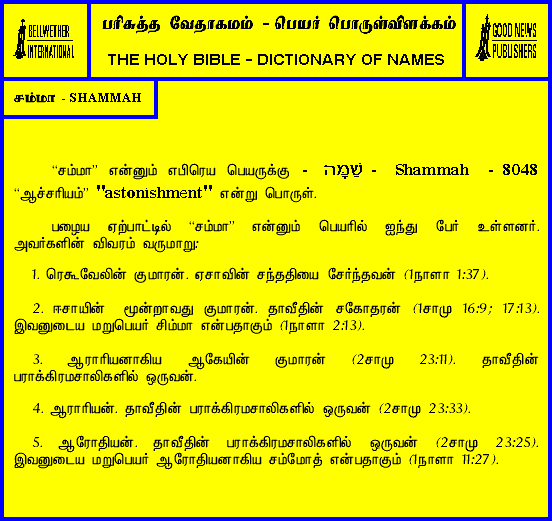 BELLWETHER
INTERNATIONAL
பரிசுத்த வேதாகமம் - பெயர் பொருள்விளக்கம்
THE HOLY BIBLE - DICTIONARY OF NAMES
GOOD NEWS
PUBLISHERS
சம்மா - SHAMMAH
“சம்மா” என்னும் எபிரெய பெயருக்கு - שַׁמָּה - Shammah - 8048
“ஆச்சரியம்” "astonishment" என்று பொருள்.
பழைய ஏற்பாட்டில் “சம்மா” என்னும் பெயரில் ஐந்து பேர் உள்ளனர்.
அவர்களின் விவரம் வருமாறு:
1. ரெகூவேலின் குமாரன். ஏசாவின் சந்ததியை சேர்ந்தவன் (1நாளா 1:37).
2. ஈசாயின் மூன்றாவது குமாரன். தாவீதின் சகோதரன் (1சாமு 16:9; 17:13).
இவனுடைய மறுபெயர் சிம்மா என்பதாகும் (1நாளா 2:13).
3. ஆராரியனாகிய ஆகேயின் குமாரன் (2சாமு 23:11). தாவீதின்
பராக்கிரமசாலிகளில் ஒருவன்.
4. ஆராரியன். தாவீதின் பராக்கிரமசாலிகளில் ஒருவன் (2சாமு 23:33).
5. ஆரோதியன். தாவீதின் பராக்கிரமசாலிகளில் ஒருவன் (2சாமு 23:25).
இவனுடைய மறுபெயர் ஆரோதியனாகிய சம்மோத் என்பதாகும் (1நாளா 11:27).